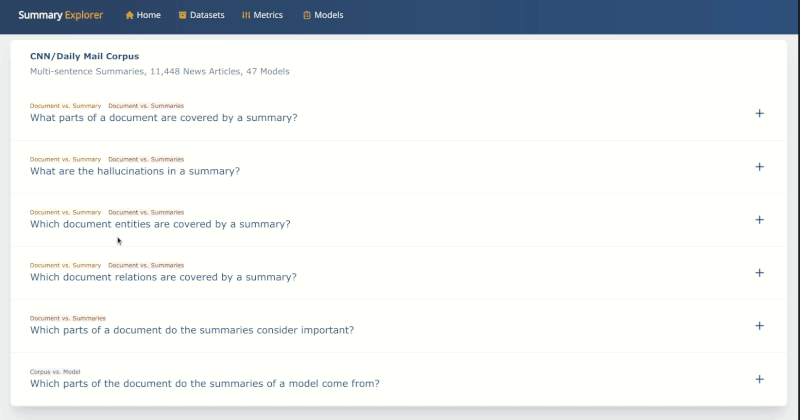 Summary Explorer Home Datasets Metrics Models
CNN/Daily Mail Corpus
Multi-sentence Summaries, 11,448 News Articles, 47 Models
Document vs. Summary Document vs. Summaries
What parts of a document are covered by a summary?
Document vs. Summary Document vs. Summaries
What are the hallucinations in a summary?
Document vs. Summary Document vs. Summaries
Which document entities are covered by a summary?
Document vs. Summary Document vs. Summaries
Which document relations are covered by a summary?
Document vs. Summaries
Which parts of a document do the summaries consider important?
Corpus vs. Model
Which parts of the document do the summaries of a model come from?